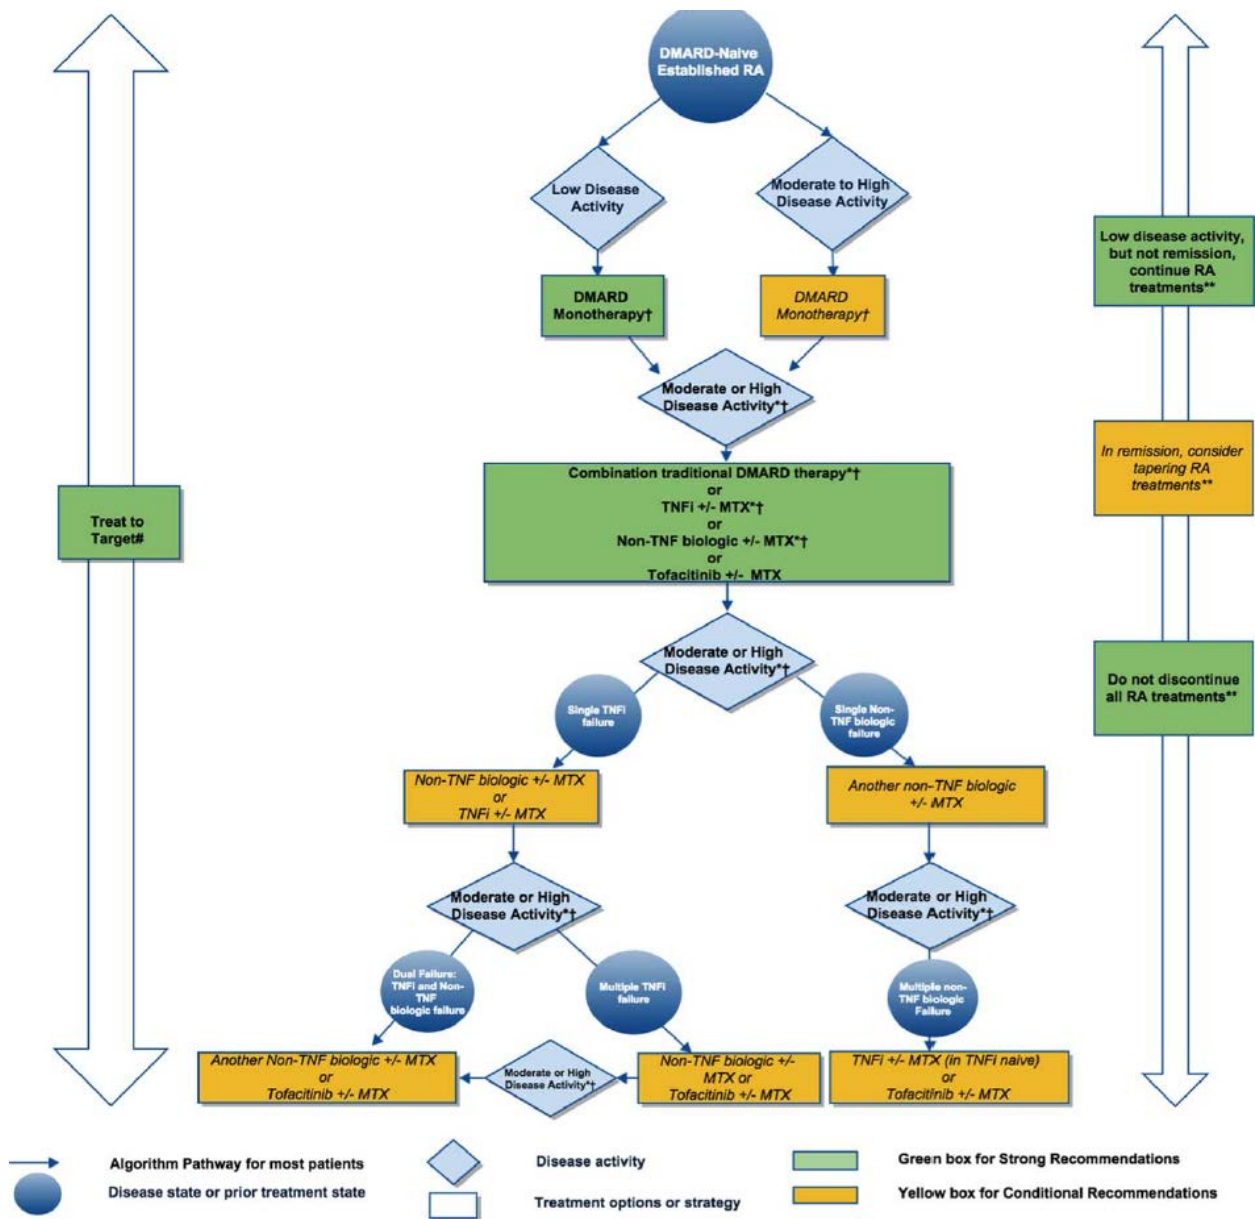 DMARD-Naive
Established RA
Low Disease
Activity
Moderate to High
Disease Activity
Low disease activity,
but not remission,
continue RA
treatments**
DMARD
Monotherapy†
DMARD
Monotherapy†
Moderate or High
Disease Activity*†
In remission, consider
tapering RA
treatments**
Combination traditional DMARD therapy*†
or
TNFi +/- MTX*†
or
Non-TNF biologic +/- MTX*†
or
Tofacitinib +/- MTX
Treat to
Target#
Moderate or High
Disease Activity*†
Do not discontinue
all RA treatments**
Single TNFi
failure
Single Non-
TNF biologic
failure
Non-TNF biologic +/- MTX
or
TNFi +/- MTX
Another non-TNF biologic
+/- MTX
Moderate or High
Disease Activity*†
Moderate or High
Disease Activity*†
Dual Failure:
TNFi and Non-
TNF
biologic failure
Multiple TNFi
failure
Multiple non-
TNF biologic
Failure
Another Non-TNF biologic +/- MTX
or
Tofacitinib +/- MTX
Moderate or High
Disease Activity*†
Non-TNF biologic +/-
MTX or
Tofacitinib +/- MTX
TNFi +/- MTX (in TNFi naive)
or
Tofacitinib +/- MTX
Algorithm Pathway for most patients
Disease state or prior treatment state
Disease activity
Treatment options or strategy
Green box for Strong Recommendations
Yellow box for Conditional Recommendations